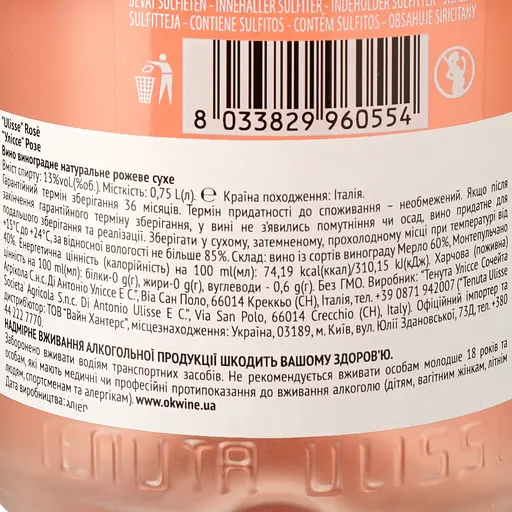 BEVAT SULFIETEN - INNEHÅLLER SULFITER - INDEHOLDER SULFITTER -
SULFITTEJA - CONTIENE SULFITOS - CONTÉM SULFITOS - OBSAHUJE SIRIČITANY
8 033829 960554
"Ulisse" Rosè
"Улісcе" Розе
Вино виноградне натуральне рожеве сухе
Вміст спирту: 13%vol.(%об.). Місткість: 0,75 L(л). ℮ Країна походження: Італія.
Гарантійний термін зберігання 36 місяців. Термін придатності до споживання – необмежений. Якщо після
закінчення гарантійного терміну зберігання, у вині не з'явились помутніння чи осад, вино придатне для
подальшого зберігання та реалізації. Зберігати у сухому, затемненому, прохолодному місці при температурі від
+15°С до +24°С, за відносної вологості не більше 85%. Склад: вино із сортів винограду Мерло 60%, Монтепульчано
40%. Енергетична цінність (калорійність) на 100 мл(мл): 74,19 kcal(ккал)/310,15 kJ(кДж). Харчова (поживна)
цінність на 100 ml(мл): білки-0 g(г), жири-0 g(г), вуглеводи - 0,6 g(г). Без ГМО. Виробник: "Тенута Уліссе Сочейта
Агрікола С.н.с. Ді Антоніо Уліссе Е С.", Віа Сан Поло, 66014 Креккьо (СН), Італія, тел. +39 0871 942007 ("Tenuta Ulisse
Societa' Agricola S.n.c. Di Antonio Ulisse E C.", Via San Polo, 66014 Crecchio (CH), Italy). Офіційний імпортер та
дистрибютор: ТОВ "Вайн Хантерс", місцезнаходження: Україна, 03189, м. Київ, вул. Юлії Здановської, 73Д, тел. +380
44 222 7770.
НАДМІРНЕ ВЖИВАННЯ АЛКОГОЛЬНОЇ ПРОДУКЦІЇ ШКОДИТЬ ВАШОМУ ЗДОРОВ'Ю.
Заборонено вживати водіям транспортних засобів. Не рекомендується вживати особам молодше 18 років та
особам, які мають медичні чи професійні протипоказання до вживання алкоголю (дітям, вагітним жінкам, літнім
людям, спортсменам та алергікам). www.okwine.ua
Дата виробництва:
TENUTA ULISSE